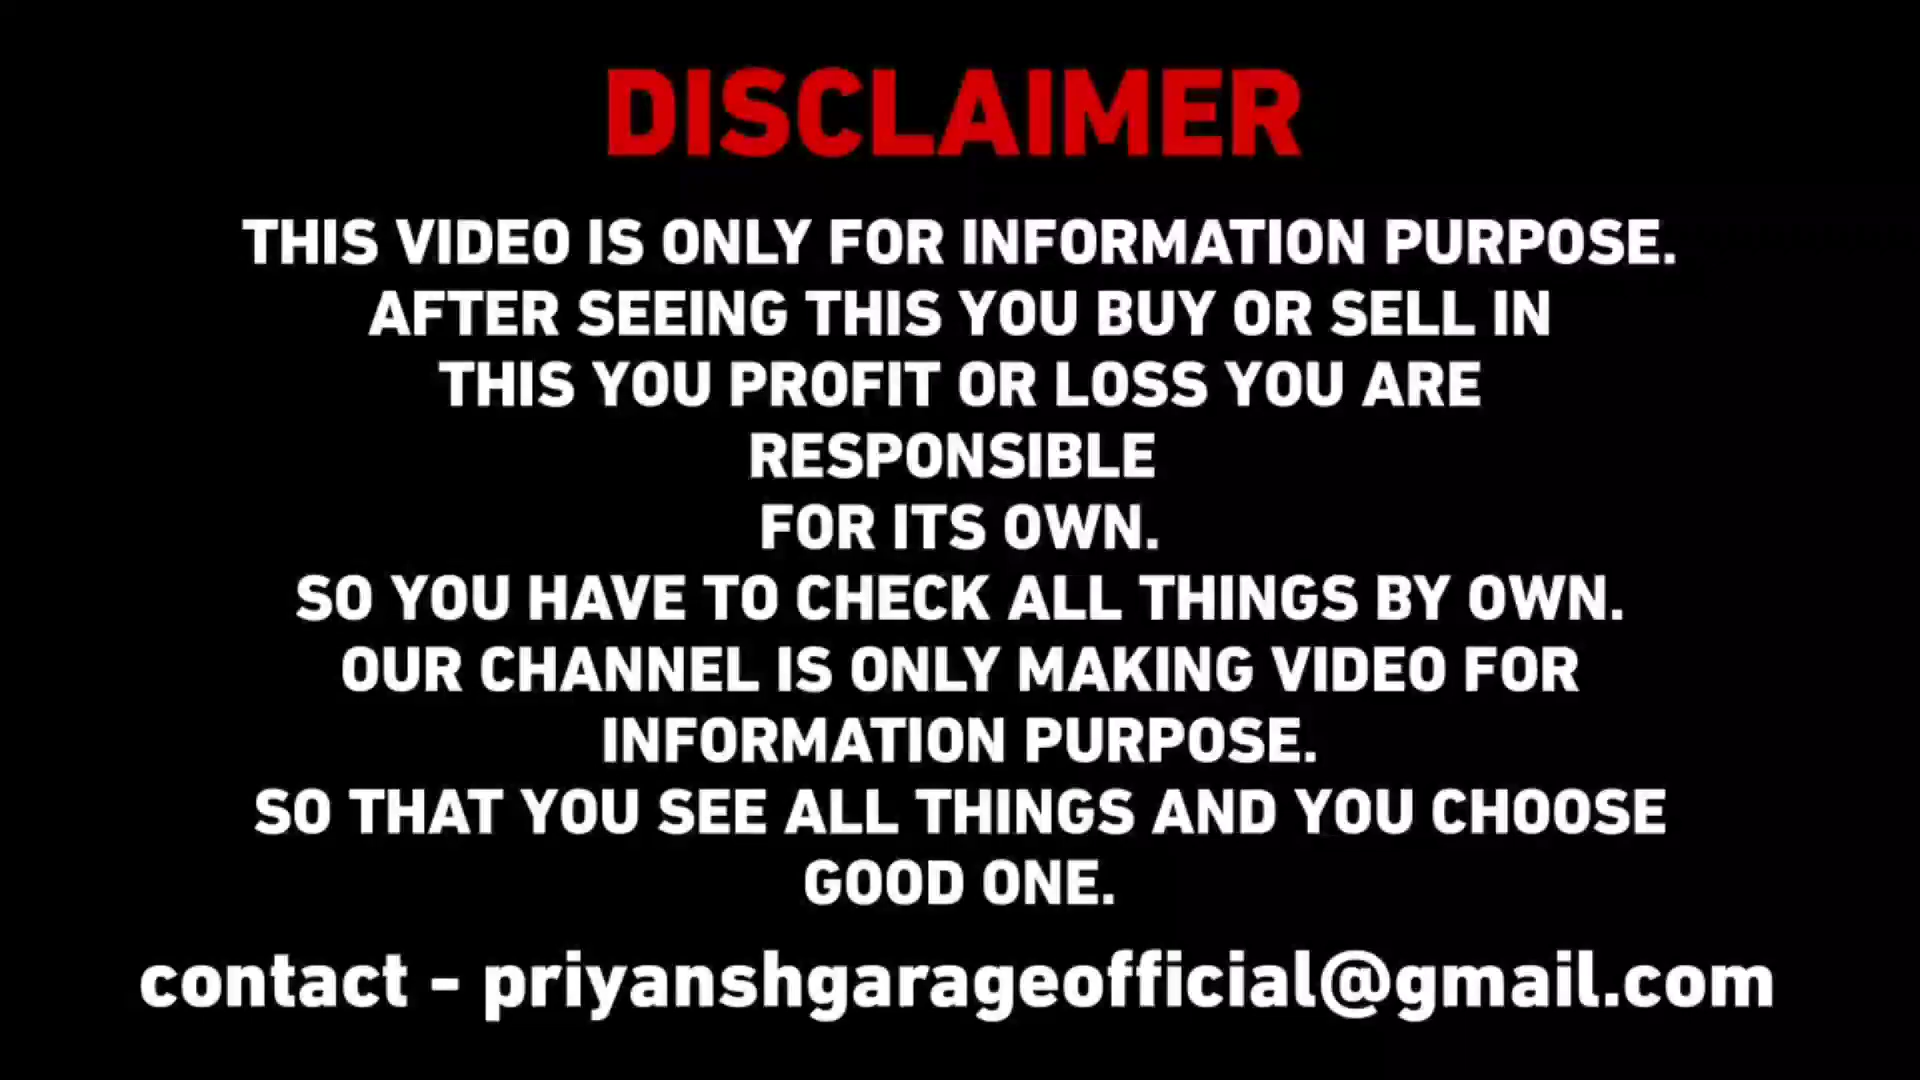 DISCLAIMER
THIS VIDEO IS ONLY FOR INFORMATION PURPOSE.
AFTER SEEING THIS YOU BUY OR SELL IN
THIS YOU PROFIT OR LOSS YOU ARE
RESPONSIBLE
FOR ITS OWN.
SO YOU HAVE TO CHECK ALL THINGS BY OWN.
OUR CHANNEL IS ONLY MAKING VIDEO FOR
INFORMATION PURPOSE.
SO THAT YOU SEE ALL THINGS AND YOU CHOOSE
GOOD ONE.
contact - priyanshgarageofficial@gmail.com